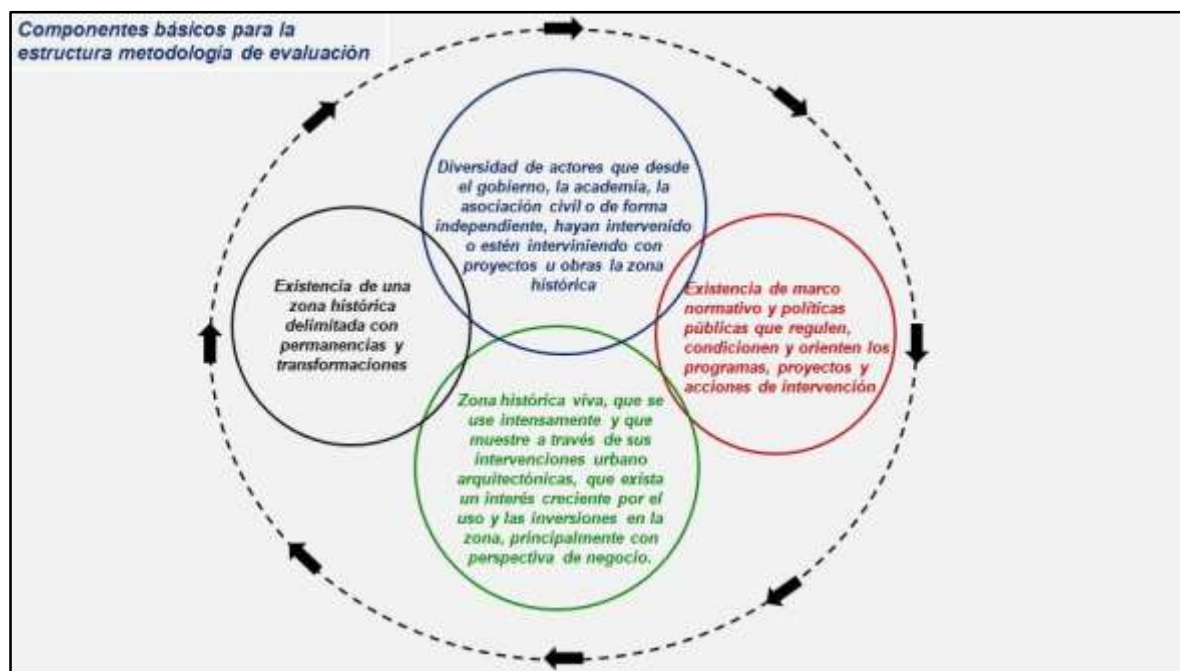 Componentes básicos para la
estructura metodología de evaluación
Diversidad de actores que desde
el gobierno, la academía, la
asociación civil o de forma
independiente, hayan intervenido
o estén interviniendo con
proyectos u obras la zona
histórica
Existencia de una
zona histórica
delimitada con
permanencias y
transformaciones
Existencia de marco
normativo y políticas
públicas que regulen,
condicionen y orienten los
programas, proyectos y
acciones de intervención
Zona histórica viva, que se
use intensamente y que
muestre a través de sus
intervenciones urbano
arquitectónicas, que exista
un interés creciente por el
uso y las inversiones en la
zona, principalmente con
perspectiva de negocio.